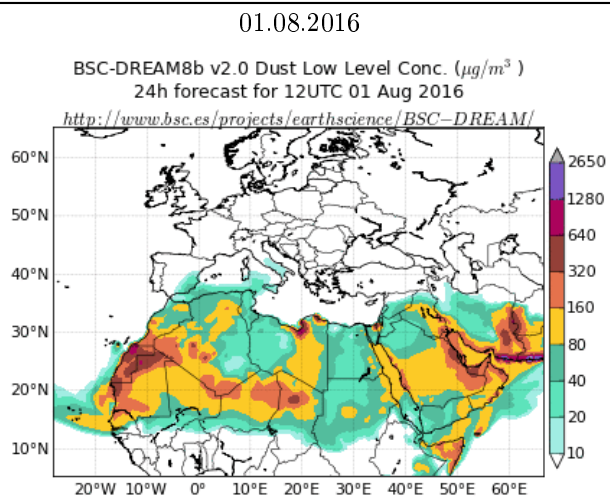 01.08.2016
BSC-DREAM8b v2.0 Dust Low Level Conc. (μg/m³ )
24h forecast for 12UTC 01 Aug 2016
http://www.bsc.es/projects/earthscience/BSC−DREAM/
60°N
50°N
40°N
30°N
20°N
10°N
20°W 10°W 0° 10°E 20°E 30°E 40°E 50°E 60°E
2650
1280
640
320
160
80
40
20
10